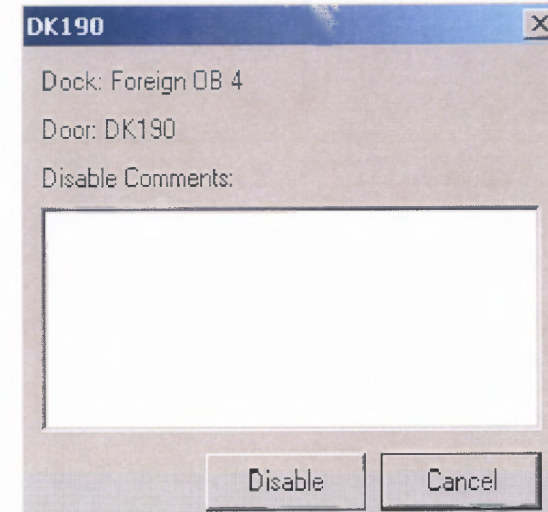 DK190
Dock: Foreign OB 4
Door: DK190
Disable Comments:
Disable
Cancel